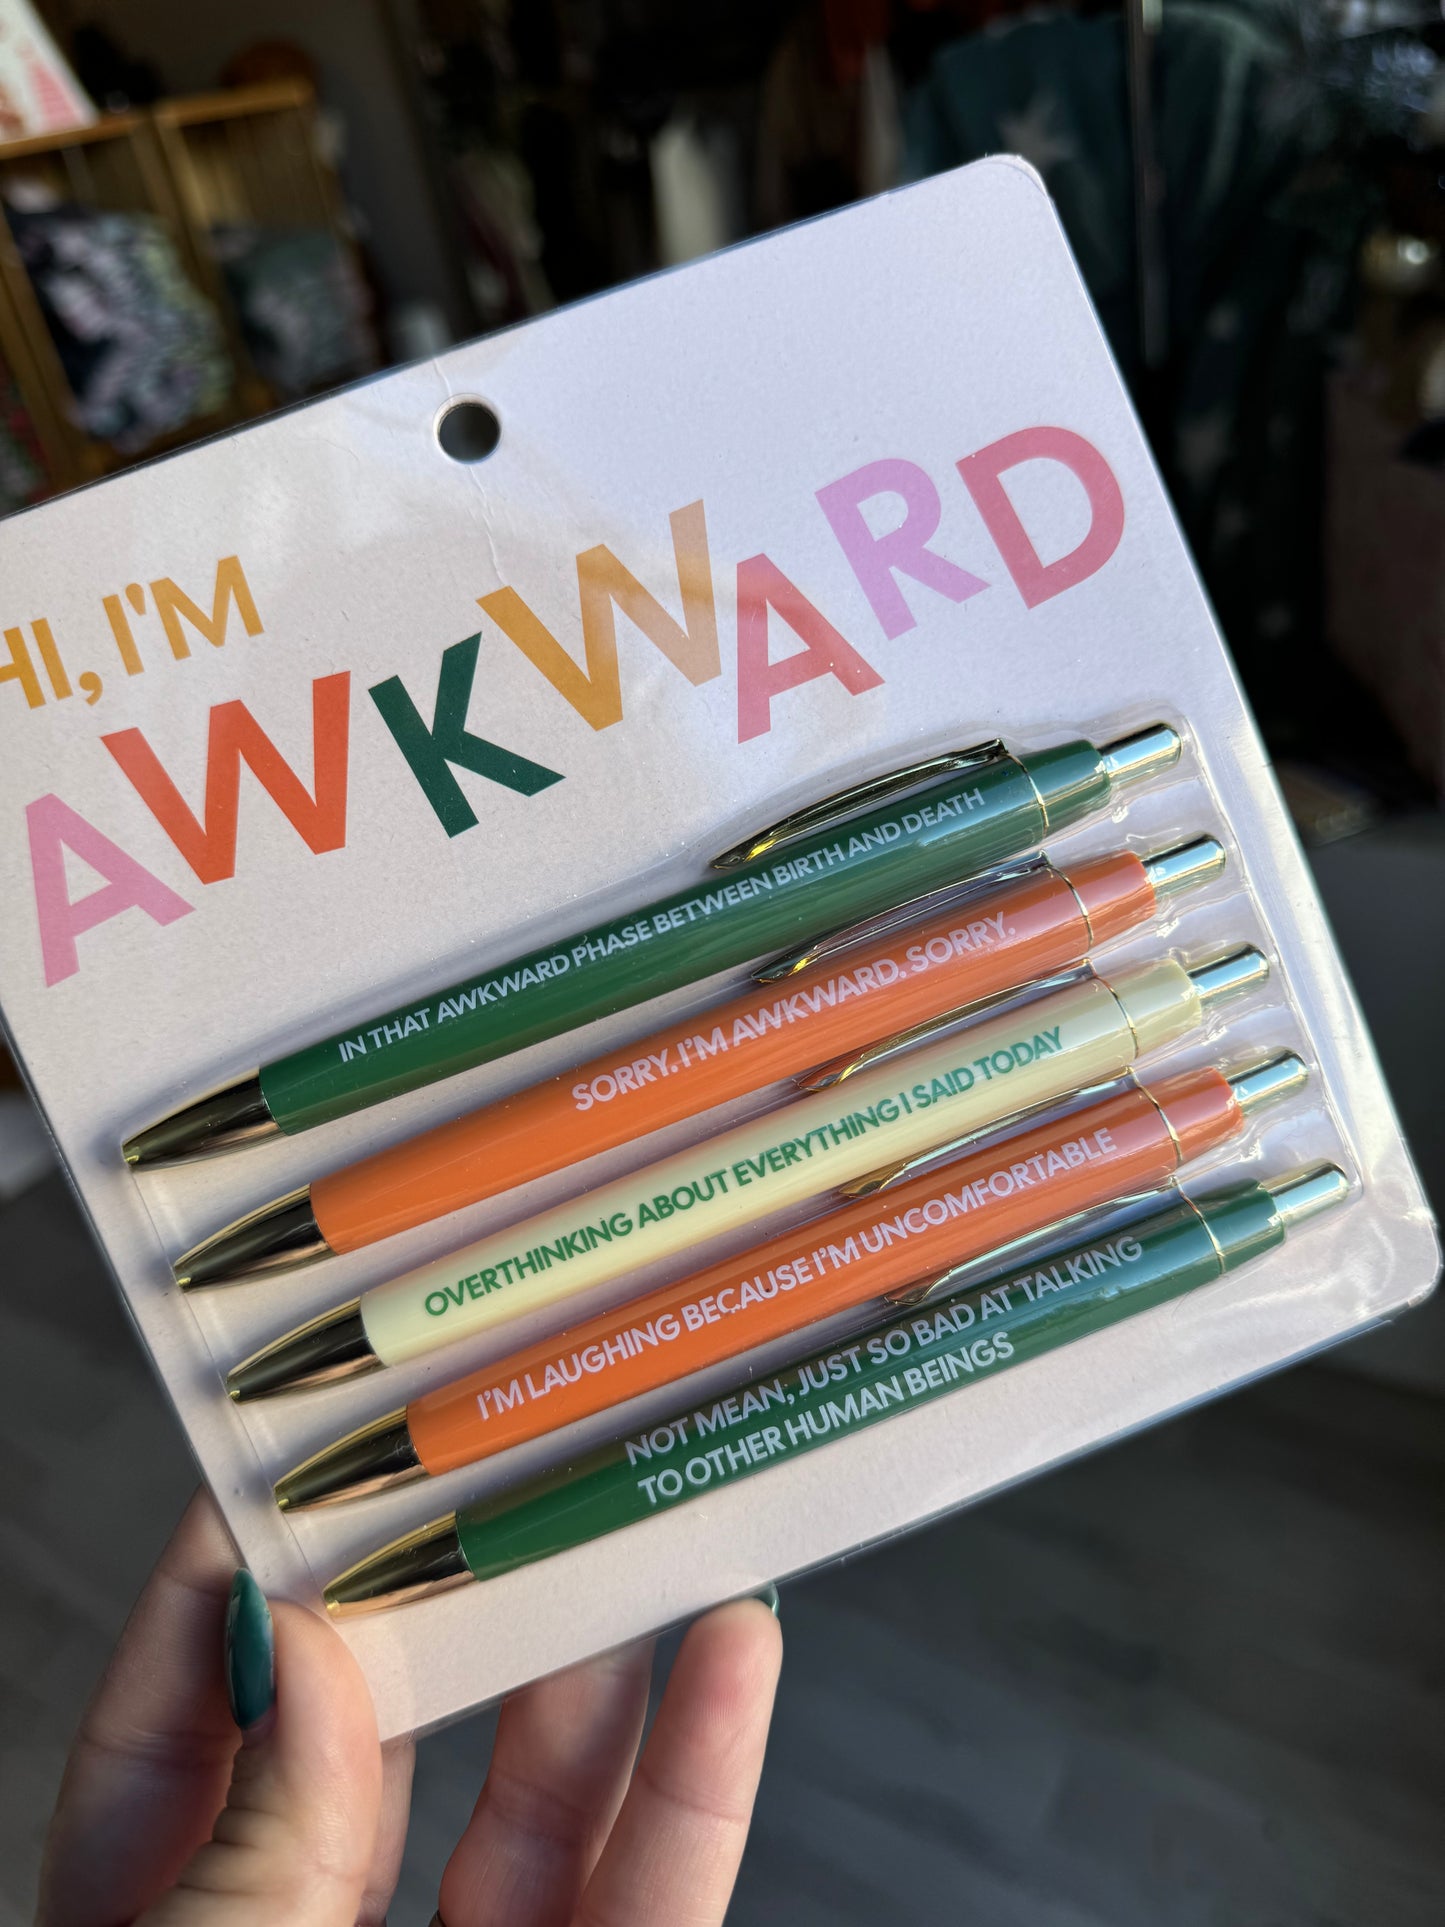 HI, I'M
AWKWARD
IN THAT AWKWARD PHASE BETWEEN BIRTH AND DEATH
SORRY. I'M AWKWARD. SORRY.
OVERTHINKING ABOUT EVERYTHING I SAID TODAY
I'M LAUGHING BECAUSE I'M UNCOMFORTABLE
NOT MEAN, JUST SO BAD AT TALKING
TO OTHER HUMAN BEINGS